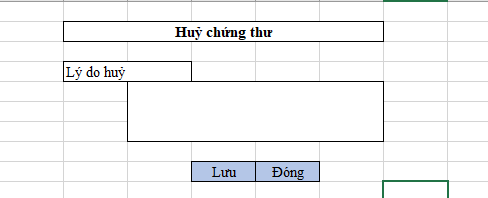 Huỷ chứng thư
Lý do huỷ
Lưu Đóng